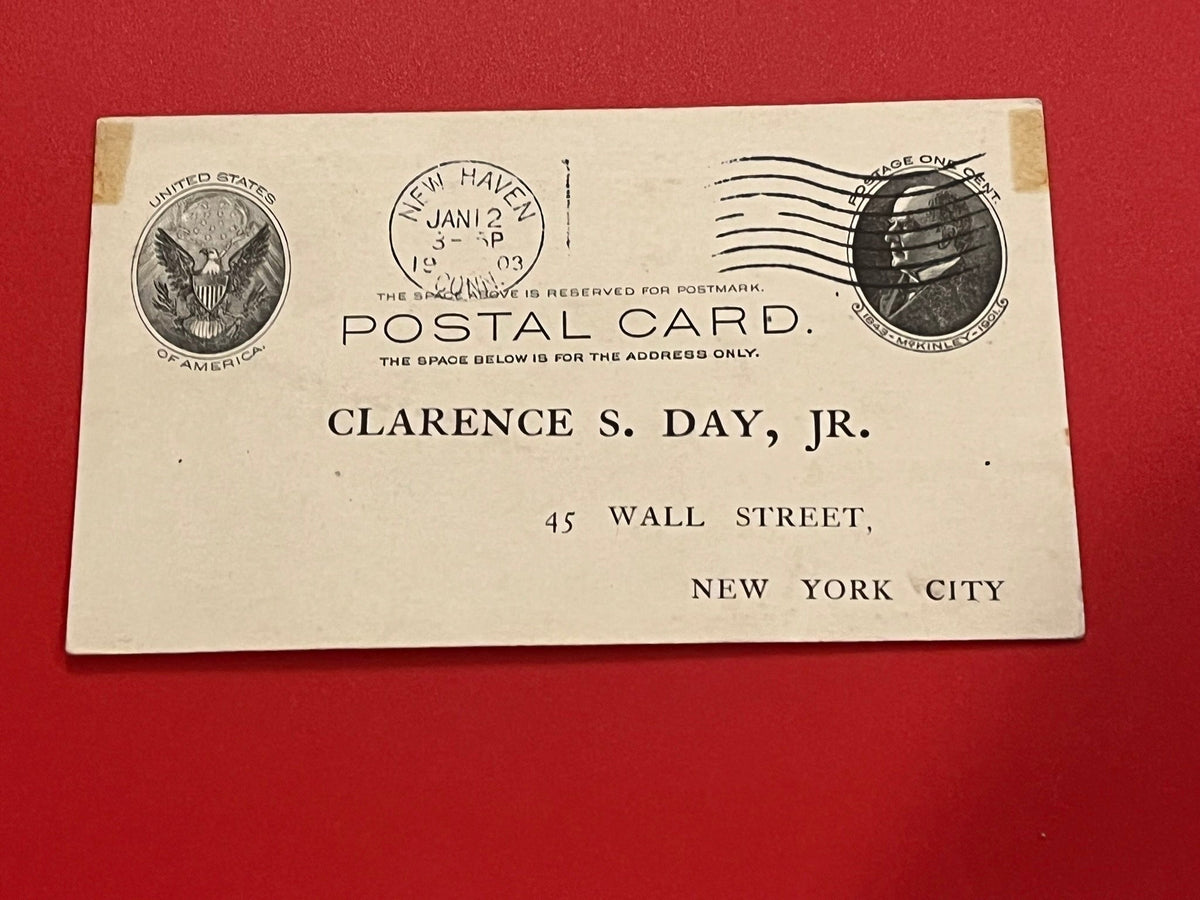 UNITED STATES
OF AMERICA.
NEW HAVEN
JAN 12
3- P
19 03
CONN.
POSTAGE ONE CENT.
1843-McKINLEY-1901.
THE SPACE ABOVE IS RESERVED FOR POSTMARK.
POSTAL CARD.
THE SPACE BELOW IS FOR THE ADDRESS ONLY.
CLARENCE S. DAY, JR.
45 WALL STREET,
NEW YORK CITY